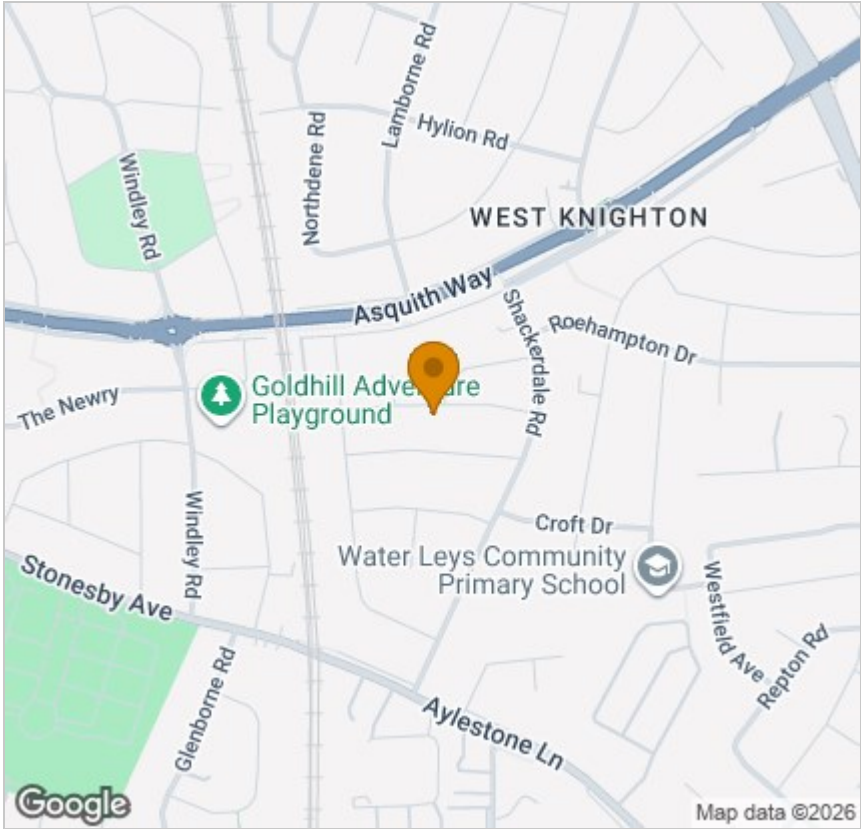 Lamborne Rd
Hylion Rd
Northdene Rd
Windley Rd
WEST KNIGHTON
Asquith Way
Shackerdale Rd
Roehampton Dr
The Newry
Goldhill Adventure
Playground
Windley Rd
Croft Dr
Water Leys Community
Primary School
Stonesby Ave
Westfield Ave
Repton Rd
Glenborne Rd
Aylestone Ln
Google
Map data ©2026